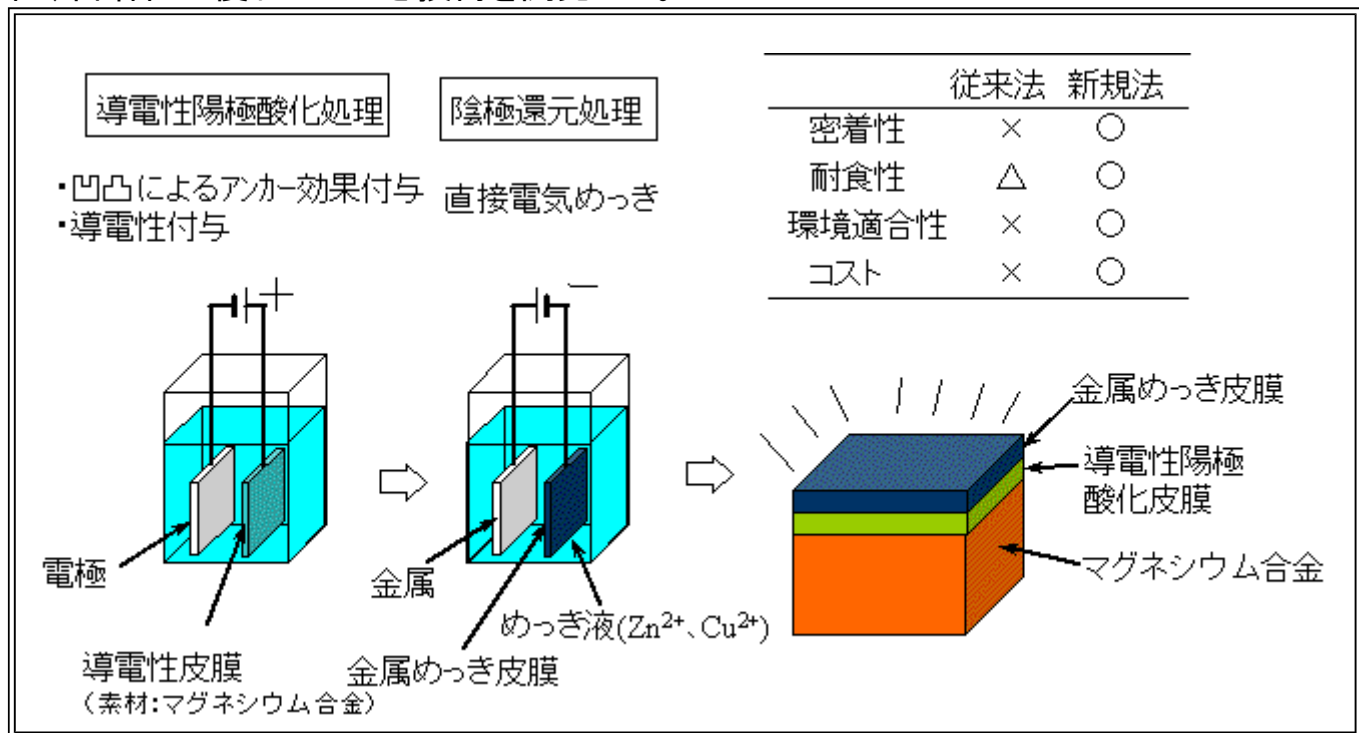 導電性陽極酸化処理
・凹凸によるアンカー効果付与
・導電性付与
陰極還元処理
直接電気めっき
従来法 新規法
密着性 × ○
耐食性 △ ○
環境適合性 × ○
コスト × ○
+
−
電極
導電性皮膜
(素材:マグネシウム合金)
金属
めっき液(Zn²⁺、Cu²⁺)
金属めっき皮膜
金属めっき皮膜
導電性陽極
酸化皮膜
マグネシウム合金